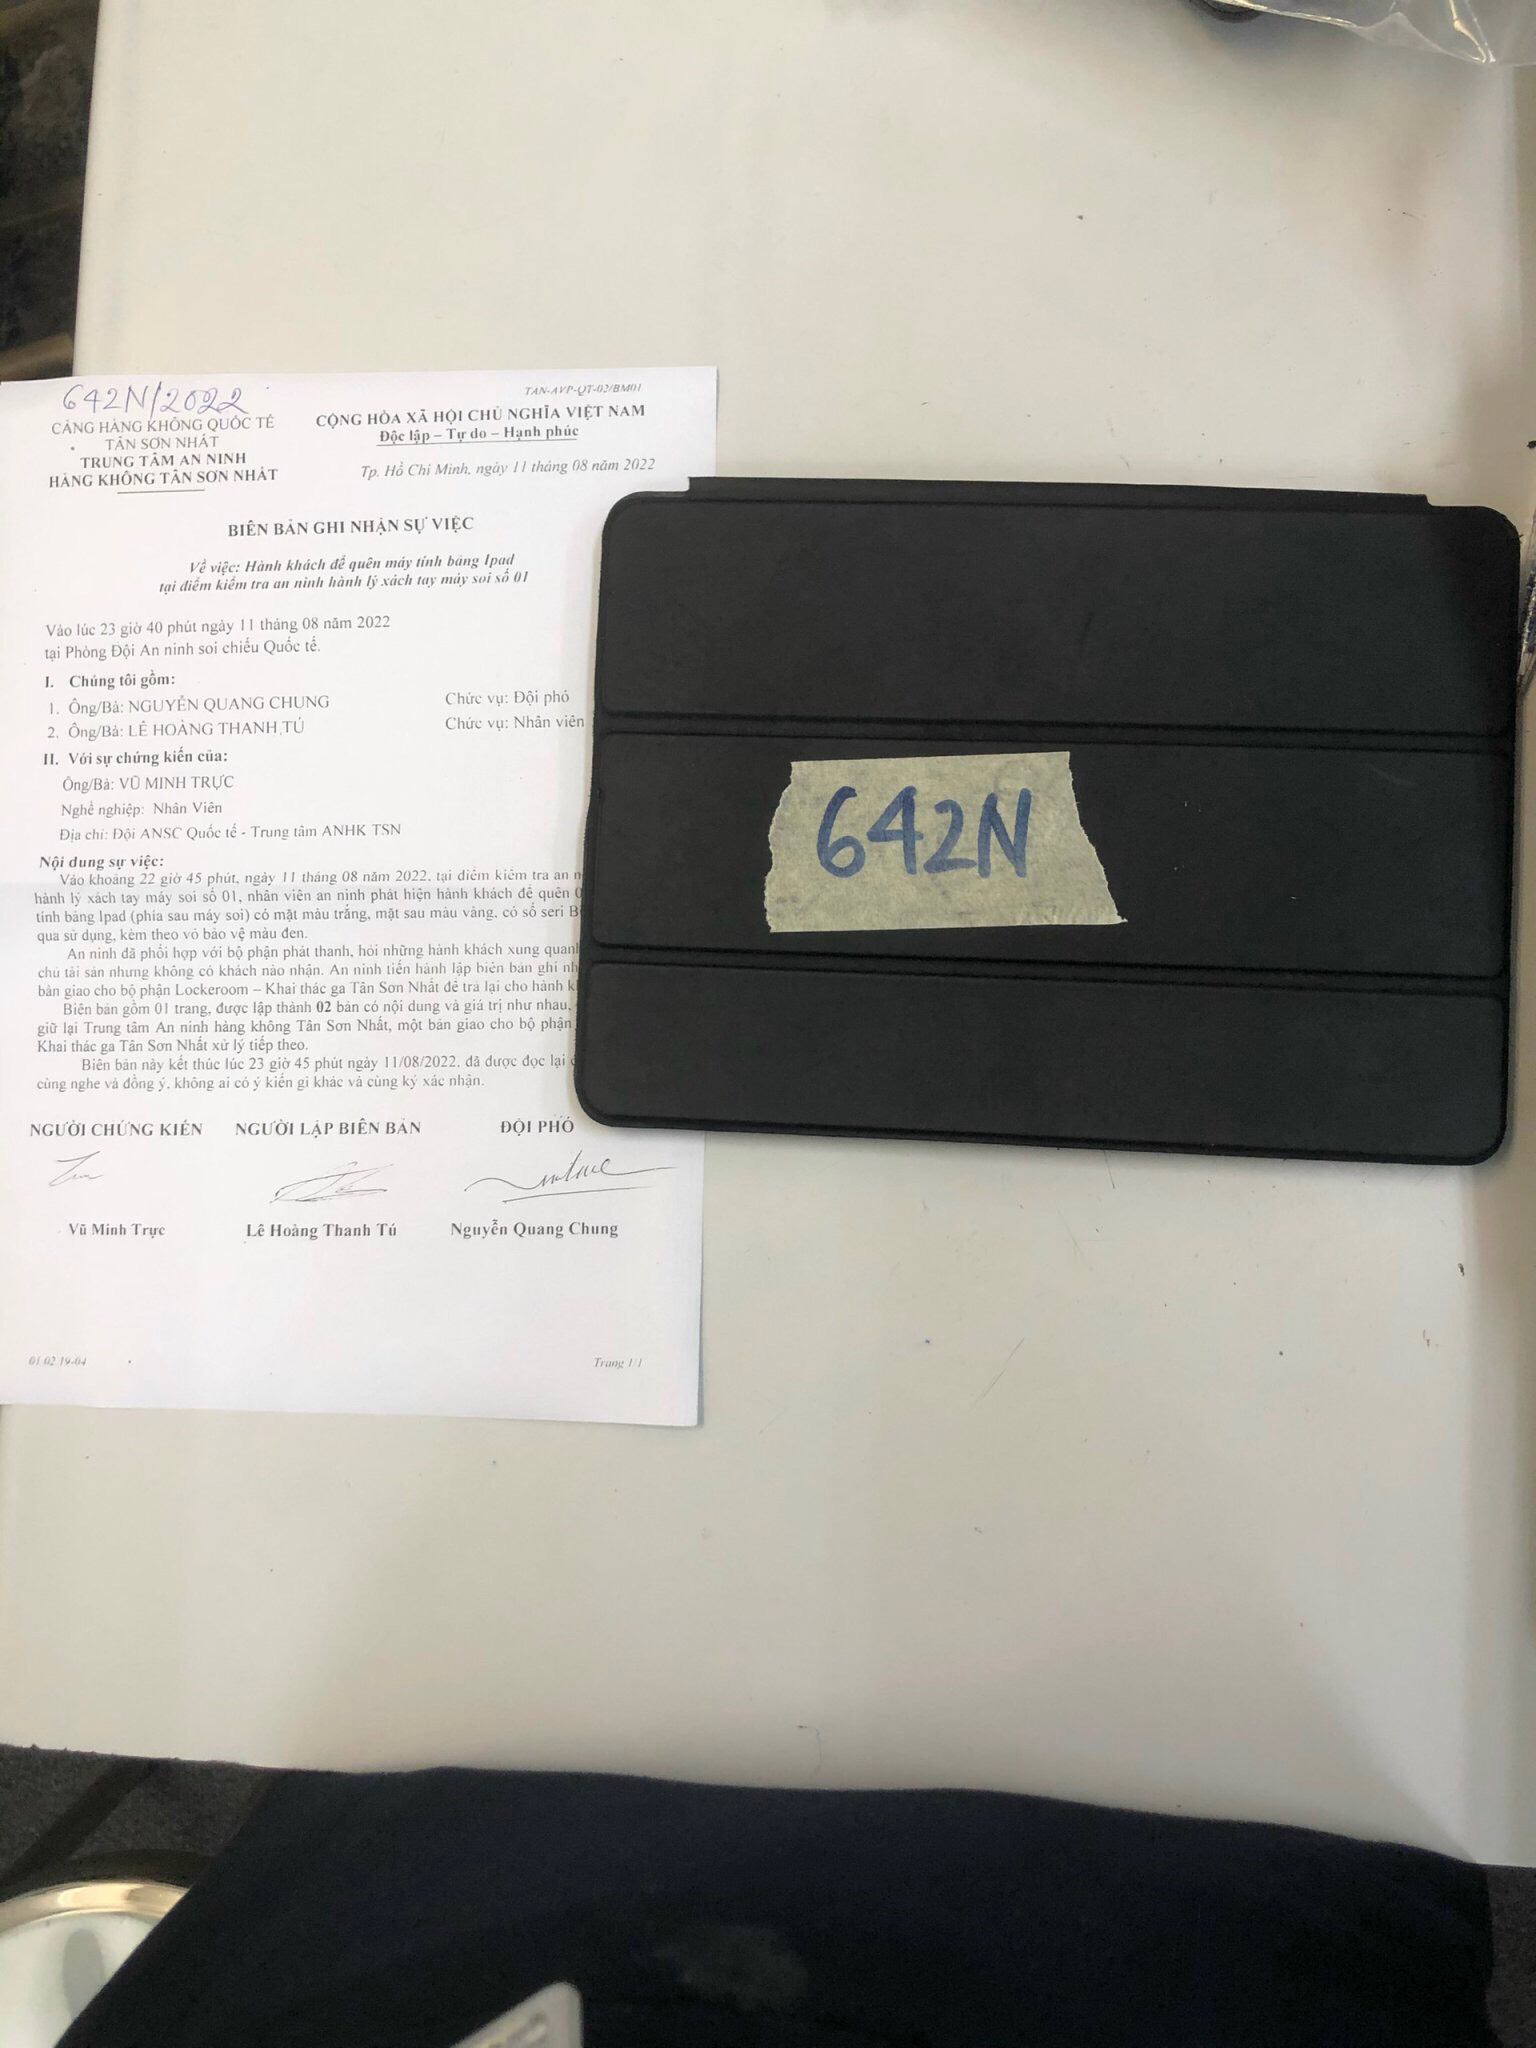 642N/2022
TAN-AVP-QT-02/BM01
CẢNG HÀNG KHÔNG QUỐC TẾ
TÂN SƠN NHẤT
TRUNG TÂM AN NINH
HÀNG KHÔNG TÂN SƠN NHẤT
CỘNG HÒA XÃ HỘI CHỦ NGHĨA VIỆT NAM
Độc lập – Tự do – Hạnh phúc
Tp. Hồ Chí Minh, ngày 11 tháng 08 năm 2022
BIÊN BẢN GHI NHẬN SỰ VIỆC
Về việc: Hành khách để quên máy tính bảng Ipad
tại điểm kiểm tra an ninh hành lý xách tay máy soi số 01
Vào lúc 23 giờ 40 phút ngày 11 tháng 08 năm 2022
tại Phòng Đội An ninh soi chiếu Quốc tế.
I. Chúng tôi gồm:
1. Ông/Bà: NGUYỄN QUANG CHUNG Chức vụ: Đội phó
2. Ông/Bà: LÊ HOÀNG THANH TÚ Chức vụ: Nhân viên
II. Với sự chứng kiến của:
Ông/Bà: VŨ MINH TRỰC
Nghề nghiệp: Nhân Viên
Địa chỉ: Đội ANSC Quốc tế - Trung tâm ANHK TSN
Nội dung sự việc:
Vào khoảng 22 giờ 45 phút, ngày 11 tháng 08 năm 2022, tại điểm kiểm tra an
hành lý xách tay máy soi số 01, nhân viên an ninh phát hiện hành khách để quên
tính bảng Ipad (phía sau máy soi) có mặt màu trắng, mặt sau màu vàng, có số seri
qua sử dụng, kèm theo vỏ bảo vệ màu đen.
An ninh đã phối hợp với bộ phận phát thanh, hỏi những hành khách xung quanh
chủ tài sản nhưng không có khách nào nhận. An ninh tiến hành lập biên bản ghi
bàn giao cho bộ phận Lockeroom – Khai thác ga Tân Sơn Nhất để trả lại cho hành
Biên bản gồm 01 trang, được lập thành 02 bản có nội dung và giá trị như nhau,
giữ lại Trung tâm An ninh hàng không Tân Sơn Nhất, một bản giao cho bộ phận
Khai thác ga Tân Sơn Nhất xử lý tiếp theo.
Biên bản này kết thúc lúc 23 giờ 45 phút ngày 11/08/2022, đã được đọc lại
cùng nghe và đồng ý, không ai có ý kiến gì khác và cùng ký xác nhận.
NGƯỜI CHỨNG KIẾN NGƯỜI LẬP BIÊN BẢN ĐỘI PHÓ
Vũ Minh Trực Lê Hoàng Thanh Tú Nguyễn Quang Chung
01.02.19-04 Trang 1/1
642N